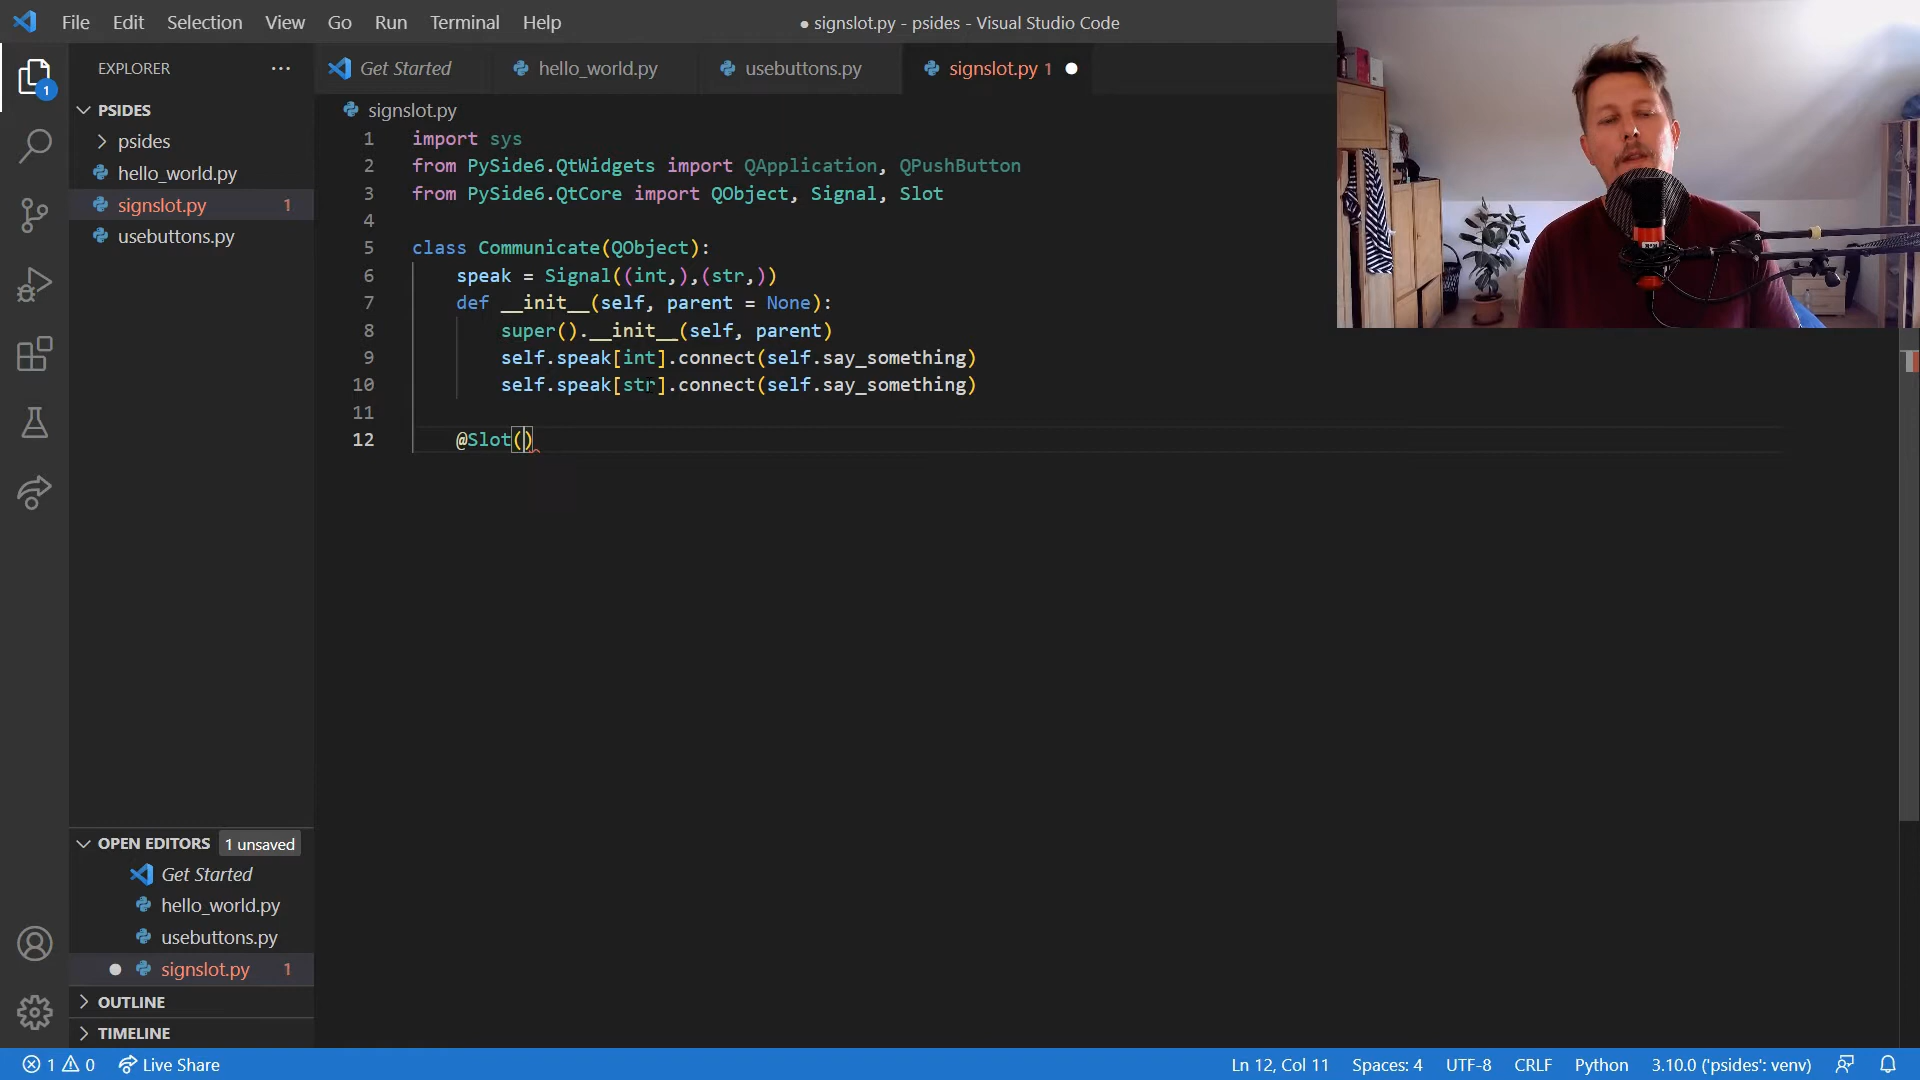 File Edit Selection View Go Run Terminal Help
● signslot.py - psides - Visual Studio Code
EXPLORER ···
Get Started
hello_world.py
usebuttons.py
signslot.py 1 ●
1
PSIDES
psides
hello_world.py
signslot.py 1
usebuttons.py
signslot.py
1 import sys
2 from PySide6.QtWidgets import QApplication, QPushButton
3 from PySide6.QtCore import QObject, Signal, Slot
4
5 class Communicate(QObject):
6 speak = Signal((int,),(str,))
7 def __init__(self, parent = None):
8 super().__init__(self, parent)
9 self.speak[int].connect(self.say_something)
10 self.speak[str].connect(self.say_something)
11
12 @Slot()
OPEN EDITORS 1 unsaved
Get Started
hello_world.py
usebuttons.py
● signslot.py 1
OUTLINE
TIMELINE
1 0 Live Share
Ln 12, Col 11 Spaces: 4 UTF-8 CRLF Python 3.10.0 ('psides': venv)